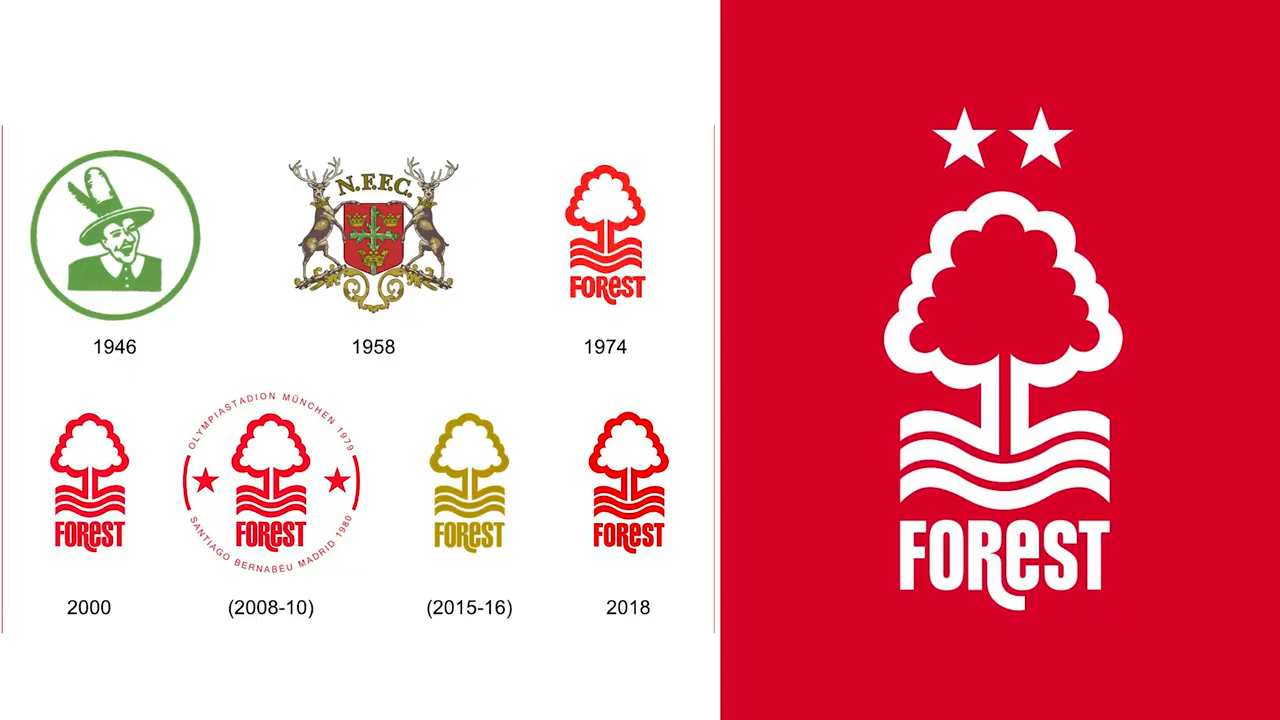 N.F.F.C.
FOREST
1946
1958
1974
OLYMPIASTADION MÜNCHEN 1979
FOREST
FOREST
FOREST
FOREST
SANTIAGO BERNABÉU MADRID 1980
2000
(2008-10)
(2015-16)
2018
FOREST